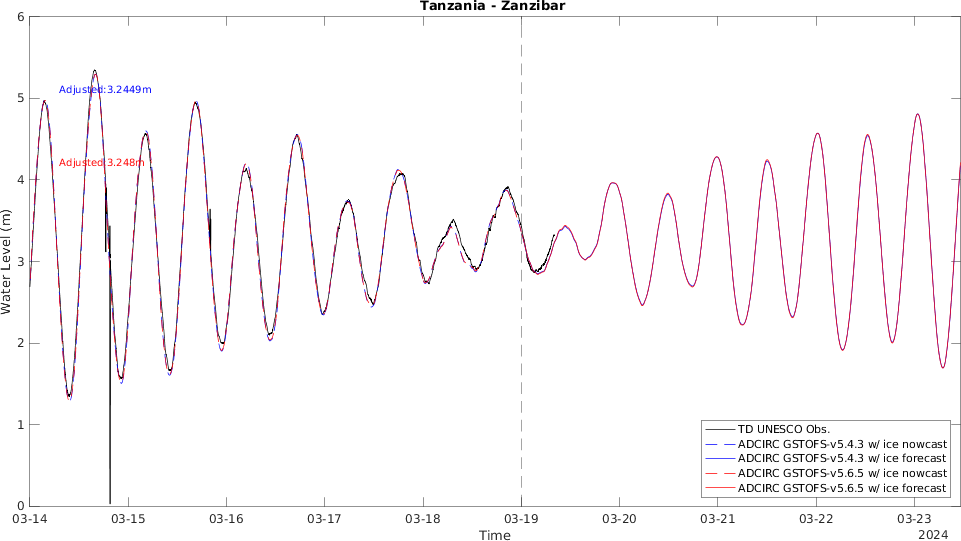 Tanzania - Zanzibar
6
5
4
3
2
1
0
Water Level (m)
Adjusted:3.2449m
Adjusted:3.248m
TD UNESCO Obs.
ADCIRC GSTOFS-v5.4.3 w/ ice nowcast
ADCIRC GSTOFS-v5.4.3 w/ ice forecast
ADCIRC GSTOFS-v5.6.5 w/ ice nowcast
ADCIRC GSTOFS-v5.6.5 w/ ice forecast
03-14 03-15 03-16 03-17 03-18 03-19 03-20 03-21 03-22 03-23
Time
2024